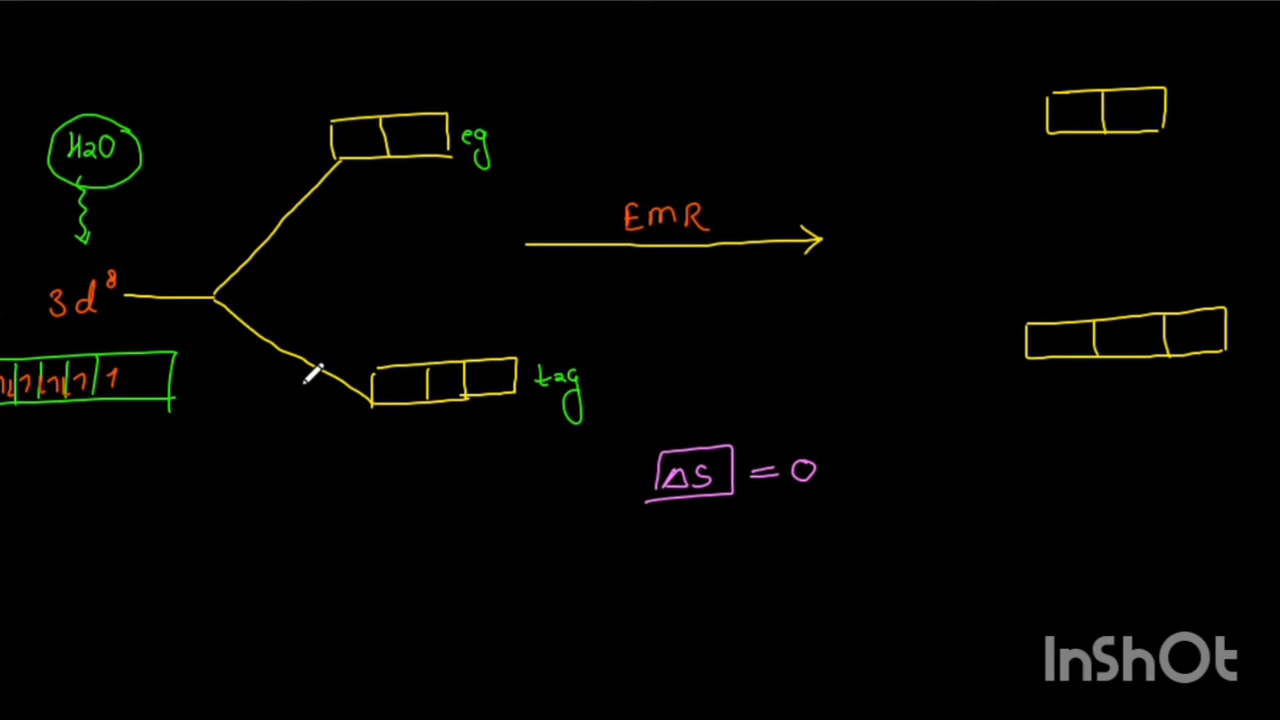 H2O
eg
EMR
3d⁸
t2g
ΔS = 0
InShOt